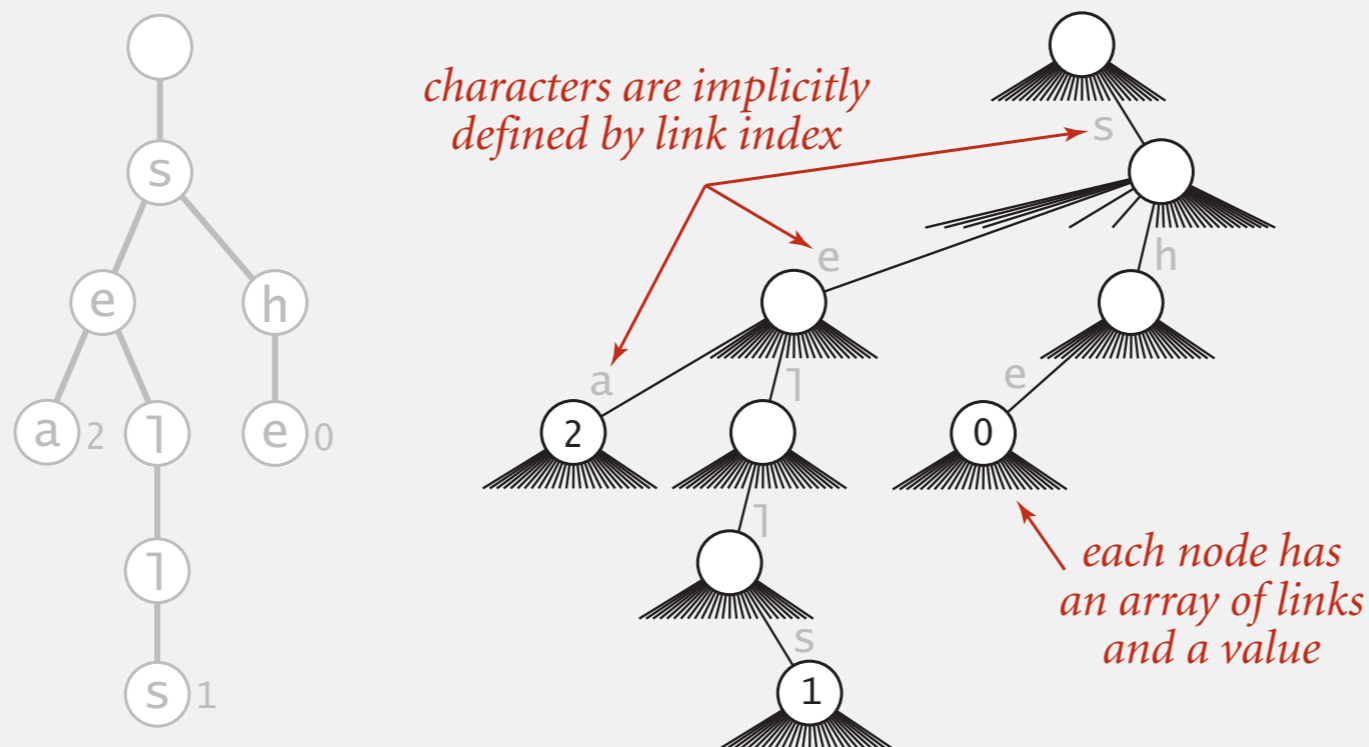 characters are implicitly
defined by link index
s
s
e
h
e
h
a
l
e
a 2
l
e 0
2
0
l
l
each node has
an array of links
and a value
s
s 1
1